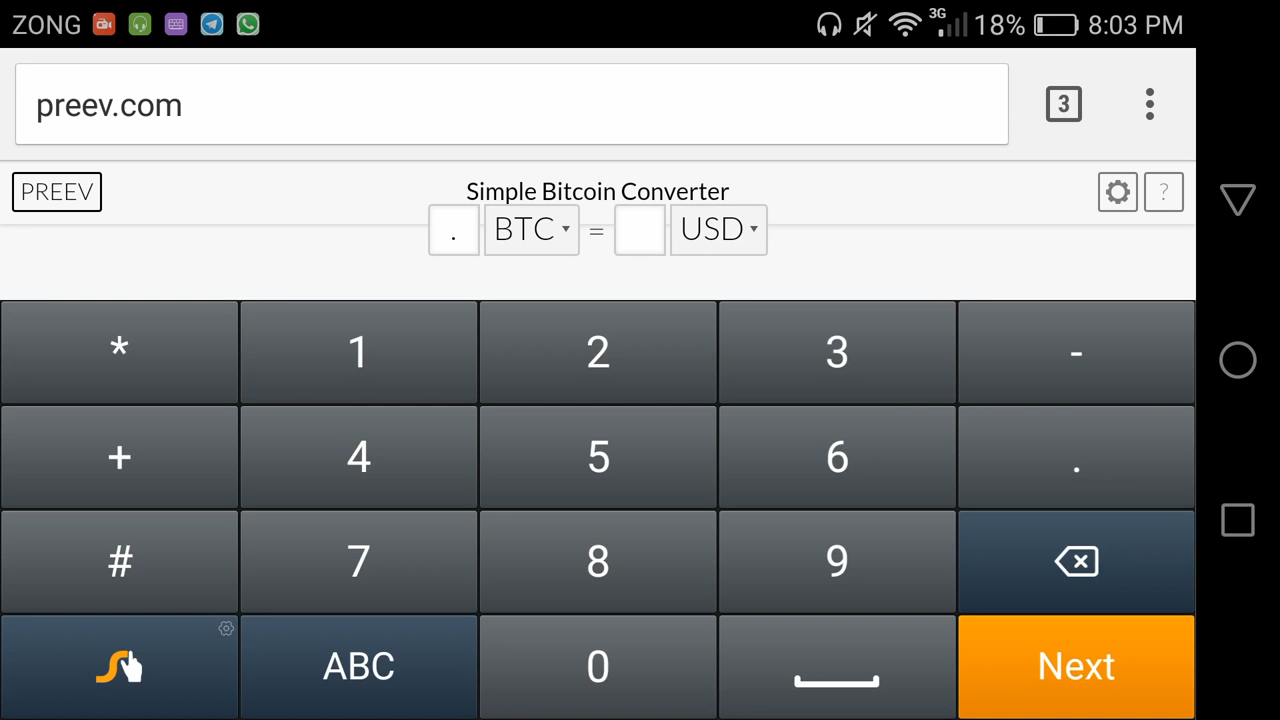 ZONG 3G 18% 8:03 PM
preev.com 3
PREEV Simple Bitcoin Converter ?
. BTC = USD
* 1 2 3 -
+ 4 5 6 .
# 7 8 9
ABC 0 Next